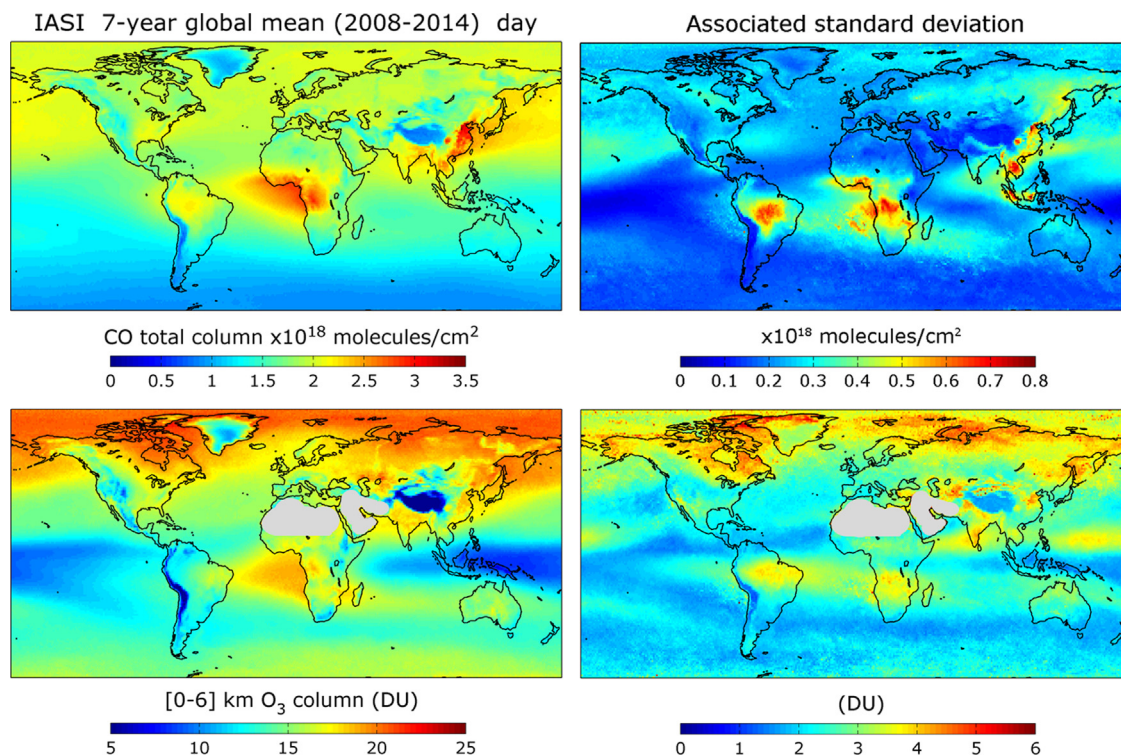 IASI 7-year global mean (2008-2014) day
Associated standard deviation
CO total column x10¹⁸ molecules/cm²
0 0.5 1 1.5 2 2.5 3 3.5
x10¹⁸ molecules/cm²
0 0.1 0.2 0.3 0.4 0.5 0.6 0.7 0.8
[0-6] km O₃ column (DU)
5 10 15 20 25
(DU)
0 1 2 3 4 5 6